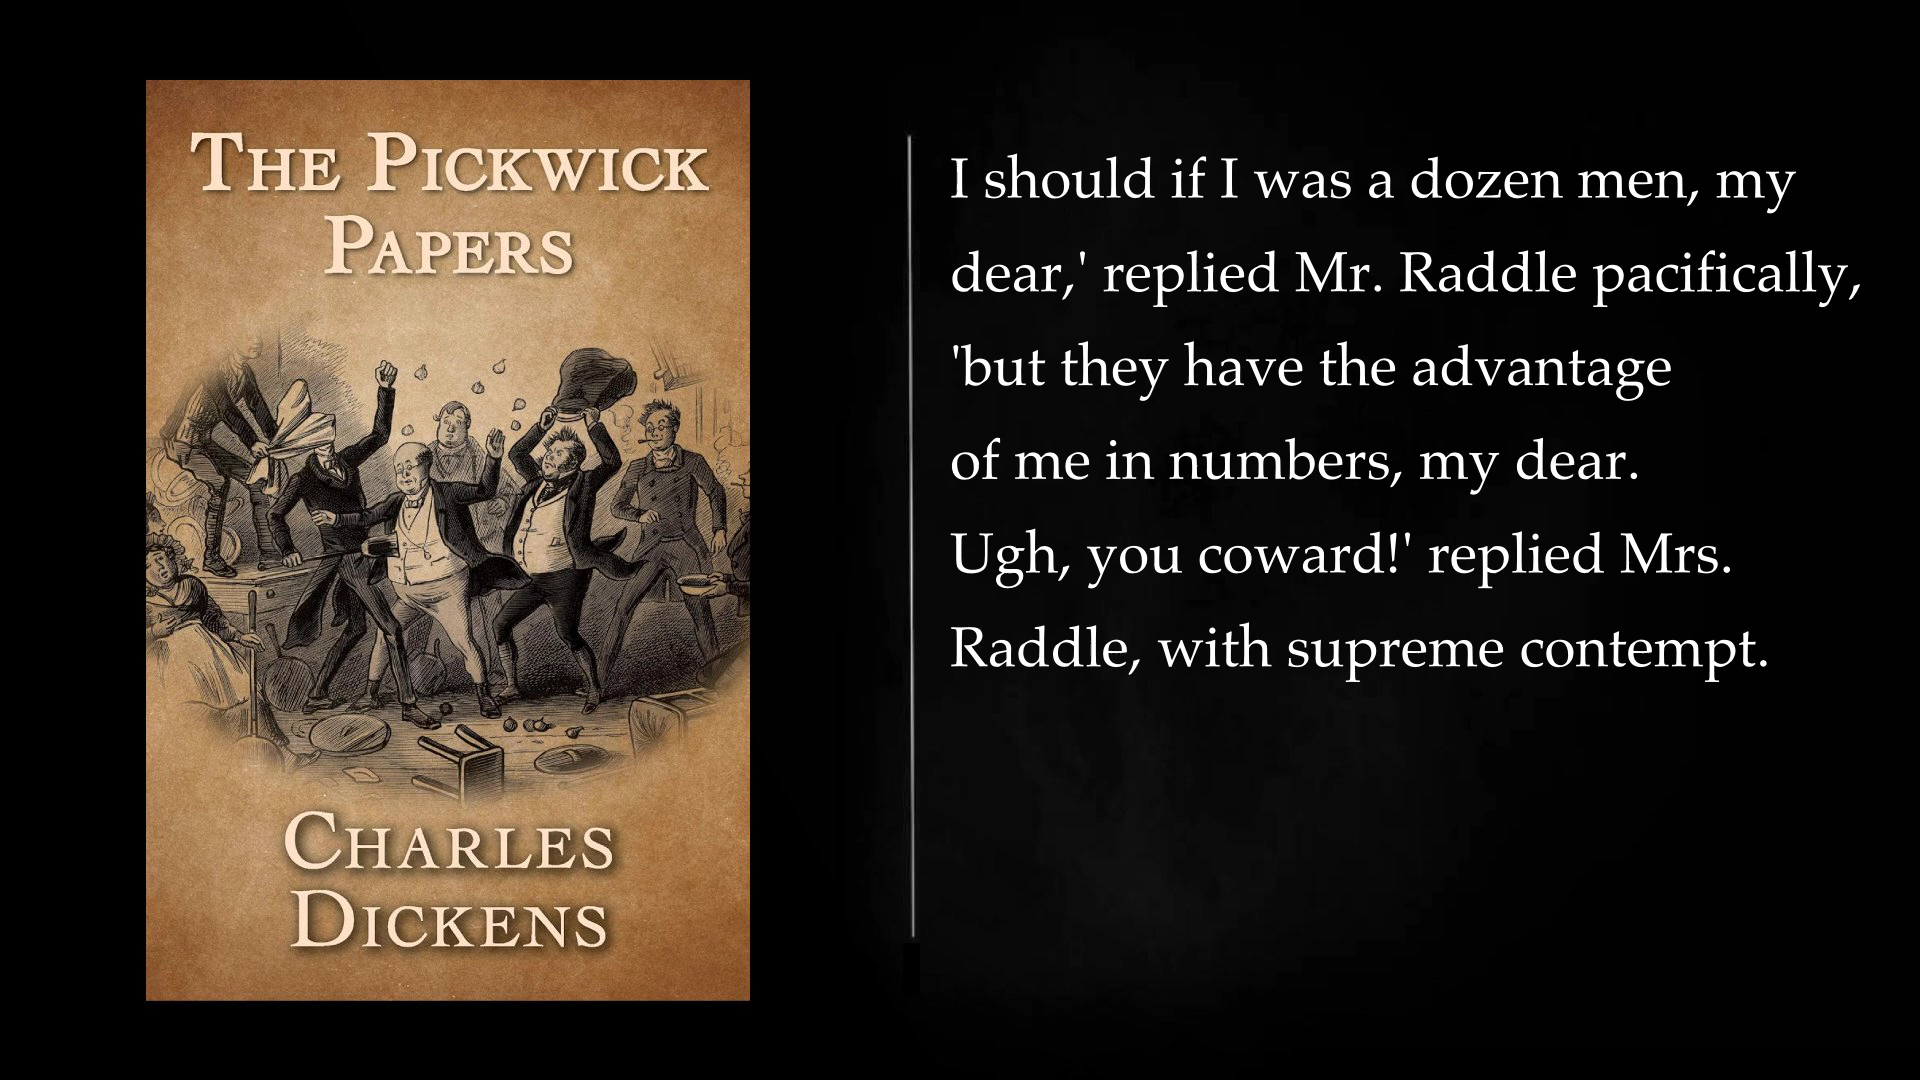 THE PICKWICK
PAPERS
CHARLES
DICKENS
I should if I was a dozen men, my
dear,' replied Mr. Raddle pacifically,
'but they have the advantage
of me in numbers, my dear.
Ugh, you coward!' replied Mrs.
Raddle, with supreme contempt.